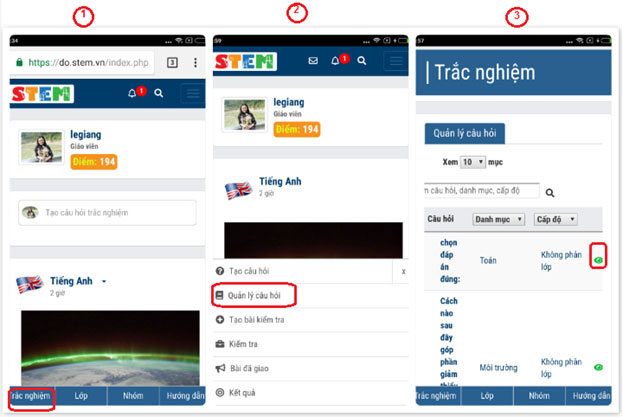 1
2
3
:34
https://do.stem.vn/index.php
3
STEM
1
legiang
Giáo viên
Điểm: 194
Tạo câu hỏi trắc nghiệm
Tiếng Anh
2 giờ
Trắc nghiệm
Lớp
Nhóm
Hướng dẫn
:59
STEM
1
legiang
Giáo viên
Điểm: 194
Tiếng Anh
2 giờ
Tạo câu hỏi
x
Quản lý câu hỏi
Tạo bài kiểm tra
Kiểm tra
Bài đã giao
Kết quả
:57
Trắc nghiệm
Quản lý câu hỏi
Xem 10 mục
m câu hỏi, danh mục, cấp độ
Câu hỏi
Danh mục
Cấp độ
chọn
đáp
án
đúng:
Toán
Không phân
lớp
Cách
nào
sau
đây
góp
phần
giảm
thiểu
Môi trường
Không phân
lớp
Trắc nghiệm
Lớp
Nhóm
Hướng dẫn